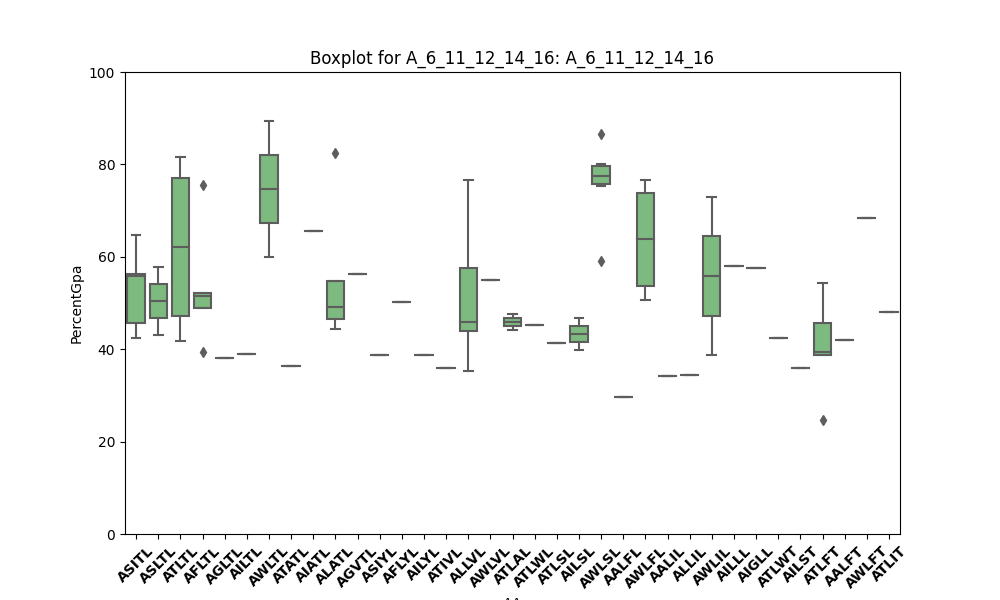 Boxplot for A_6_11_12_14_16: A_6_11_12_14_16
PercentGpa
100
80
60
40
20
0
ASITL
ASLTL
ATLTL
AFLTL
AGLTL
AILTL
AWLTL
ATATL
AIATL
ALATL
AGVTL
ASIYL
AFLYL
AILYL
ATIVL
ALLVL
AWLVL
ATLAL
ATLWL
ATLSL
AILSL
AWLSL
AALFL
AWLFL
AALIL
ALLIL
AWLIL
AILLL
AIGLL
ATLWT
AILST
ATLFT
AALFT
AWLFT
ATLIT